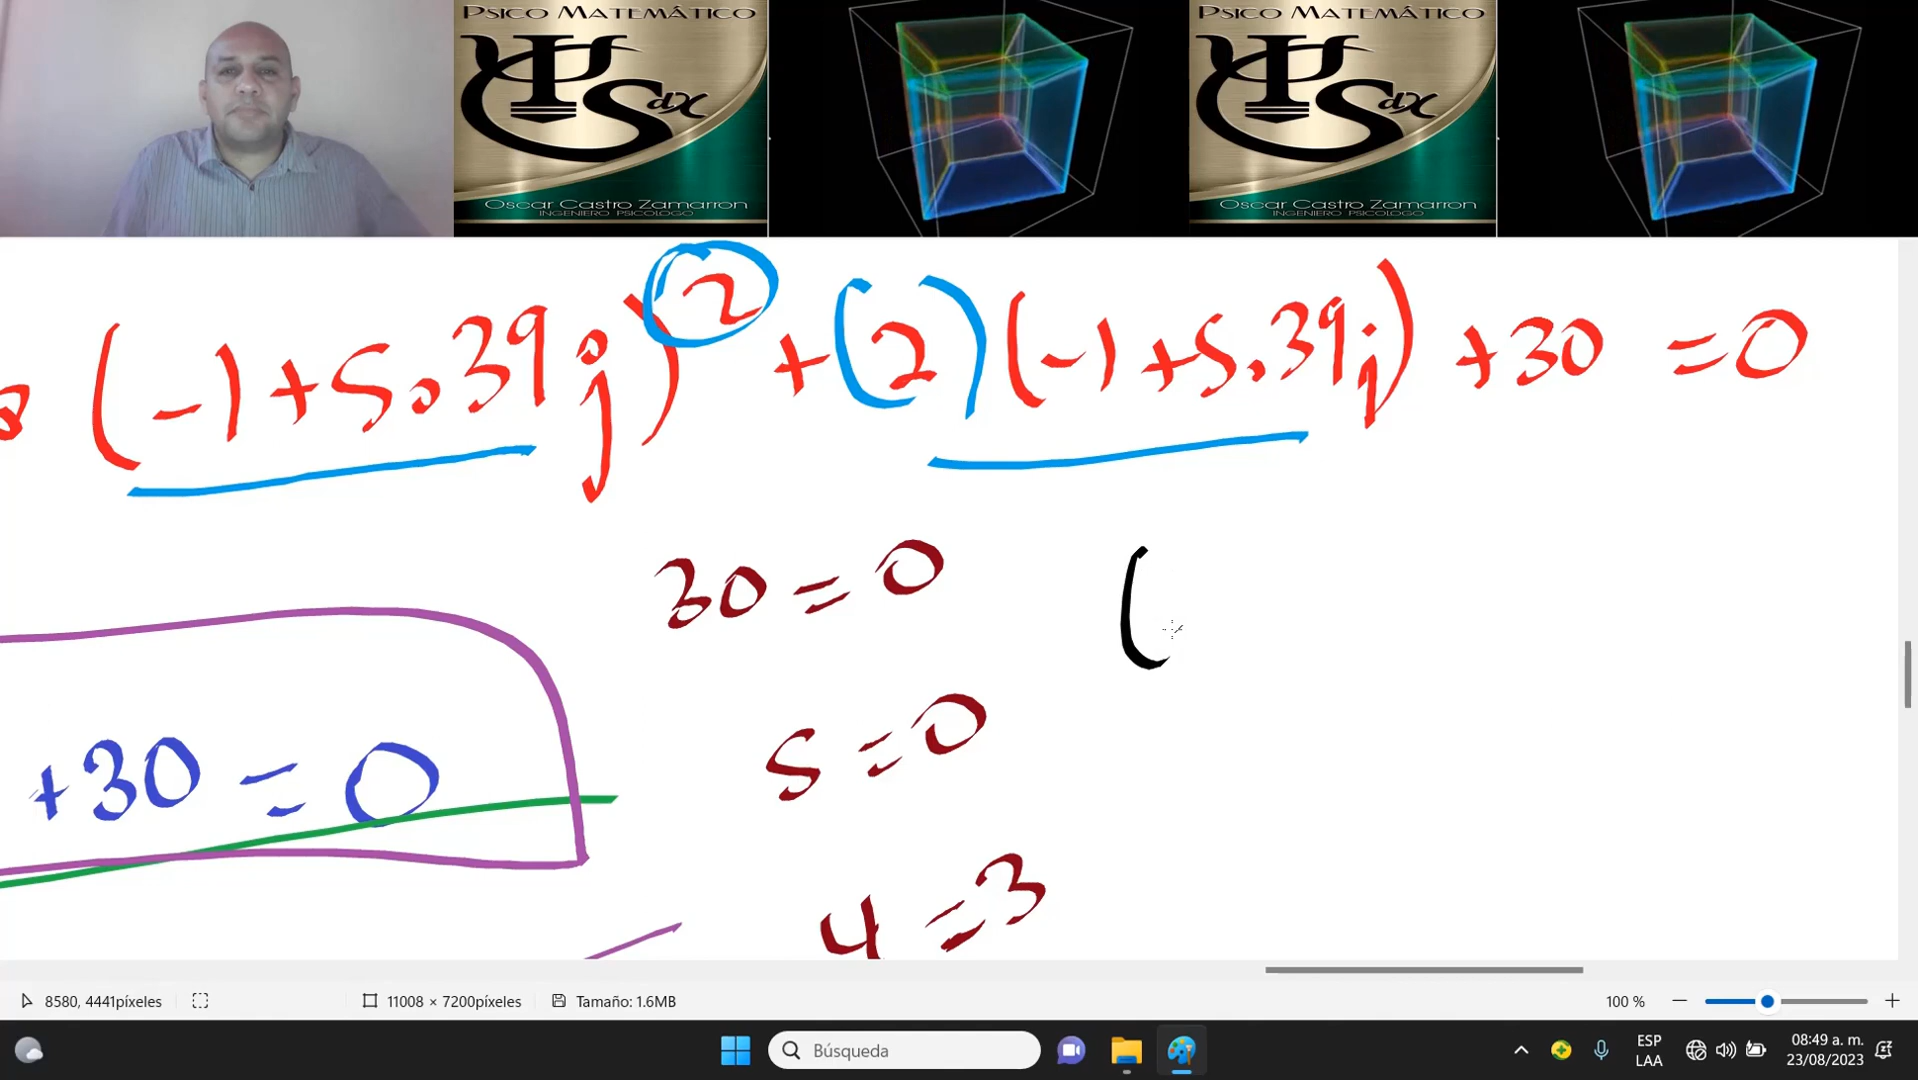 PSICO MATEMÁTICO
dx
Oscar Castro Zamarron
INGENIERO PSICOLOGO
PSICO MATEMÁTICO
dx
Oscar Castro Zamarron
INGENIERO PSICOLOGO
(-1+5.39j)² +(2)(-1+5.39j) +30 =0
30=0 (
5=0
+30=0
4=3
8580, 4441píxeles 11008 × 7200píxeles Tamaño: 1.6MB 100 %
Búsqueda
ESP
LAA
08:49 a. m.
23/08/2023